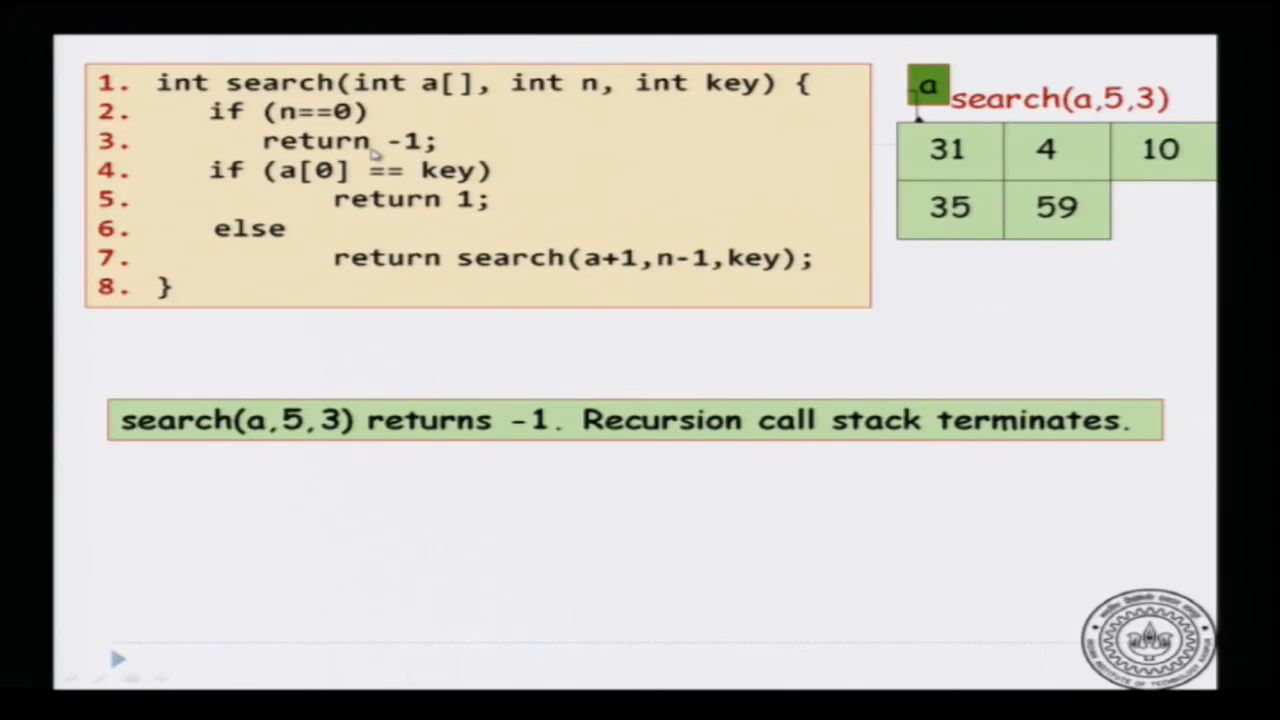 1. int search(int a[], int n, int key) {
2. if (n==0)
3. return -1;
4. if (a[0] == key)
5. return 1;
6. else
7. return search(a+1,n-1,key);
8. }
a
search(a,5,3)
31 4 10
35 59
search(a,5,3) returns -1. Recursion call stack terminates.